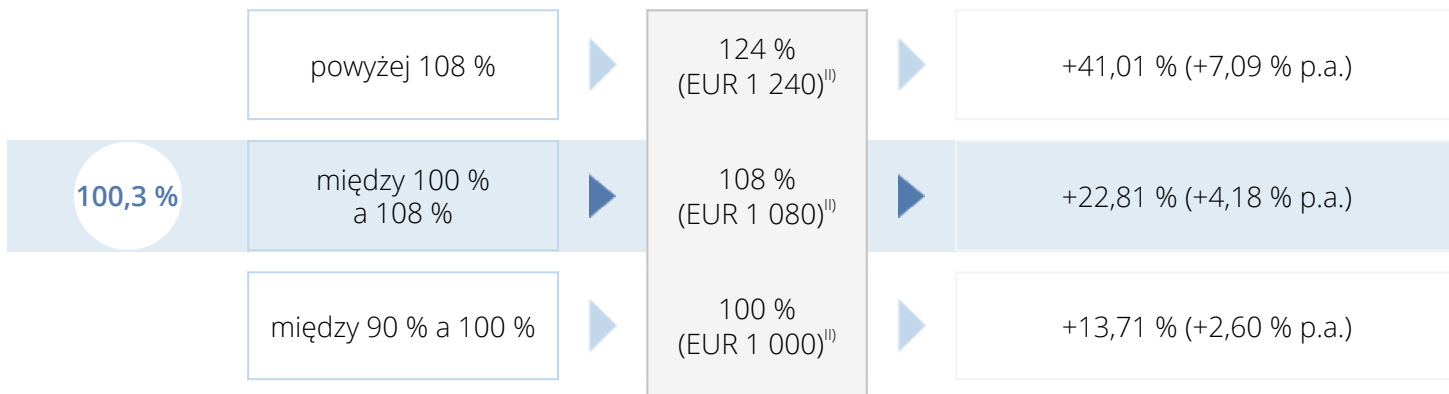 powyżej 108 %
124 %
(EUR 1 240)II)
+41,01 % (+7,09 % p.a.)
100,3 %
między 100 %
a 108 %
108 %
(EUR 1 080)II)
+22,81 % (+4,18 % p.a.)
między 90 % a 100 %
100 %
(EUR 1 000)II)
+13,71 % (+2,60 % p.a.)